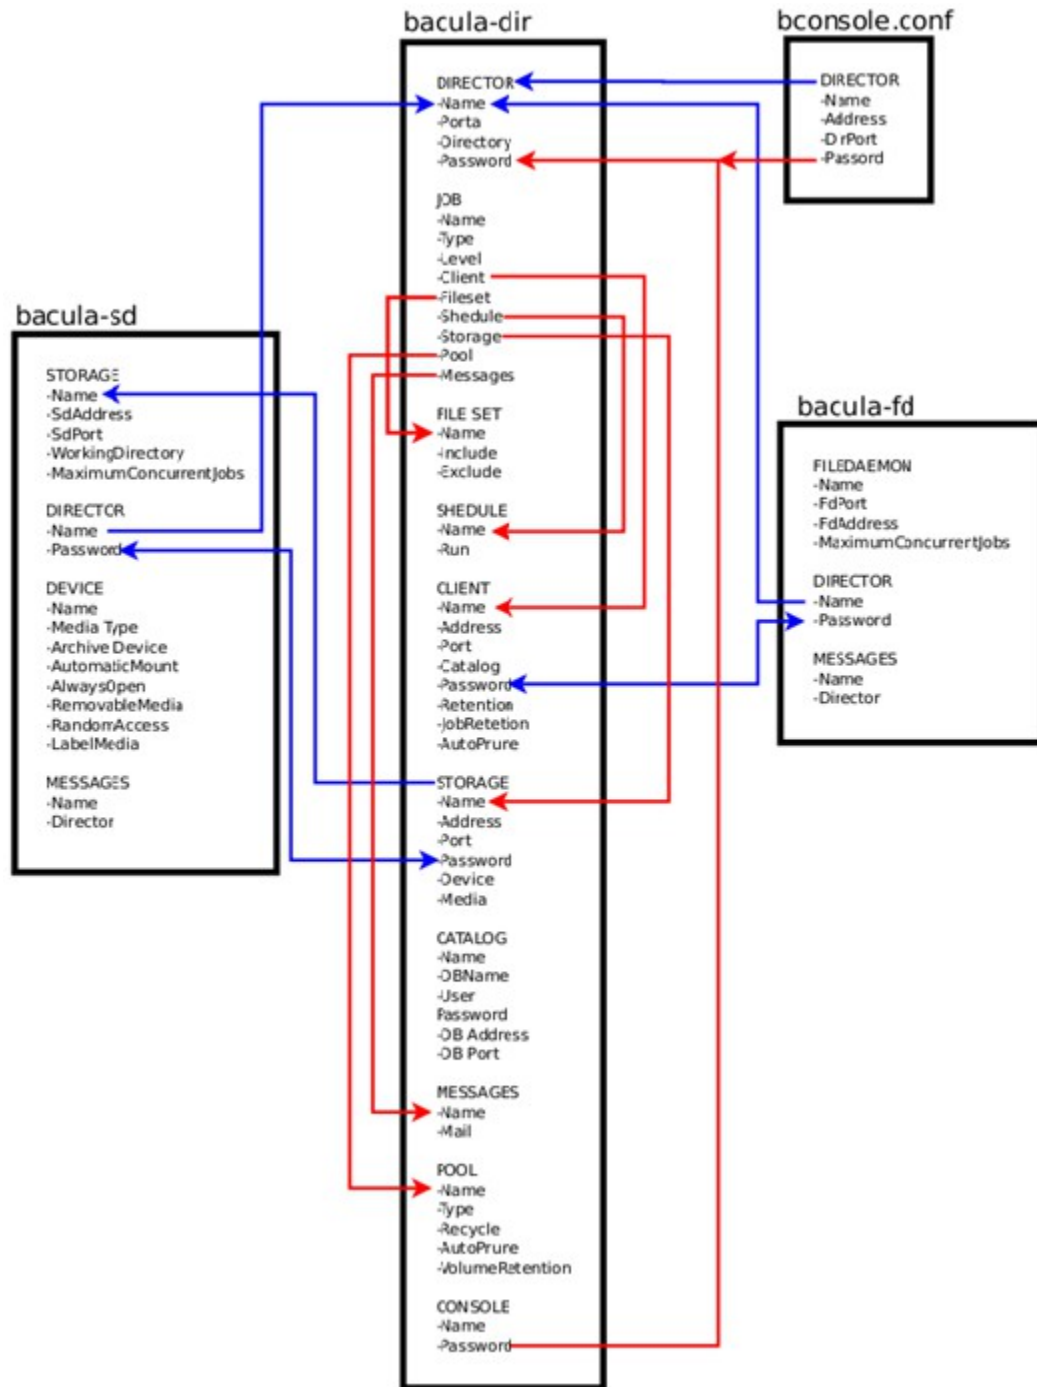 bacula-dir
DIRECTOR
-Name
-Porta
-Directory
-Password
JOB
-Name
-Type
-Level
-Client
-Fileset
-Shedule
-Storage
-Pool
-Messages
FILE SET
-Name
-Include
-Exclude
SHEDULE
-Name
-Run
CLIENT
-Name
-Address
-Port
-Catalog
-Password
-Retention
-JobRetetion
-AutoPrure
STORAGE
-Name
-Address
-Port
-Password
-Device
-Media
CATALOG
-Name
-DBName
-User
Password
-DB Address
-DB Port
MESSAGES
-Name
-Mail
POOL
-Name
-Type
-Recycle
-AutoPrure
-VolumeRetention
CONSOLE
-Name
-Password
bconsole.conf
DIRECTOR
-Name
-Address
-DirPort
-Passord
bacula-sd
STORAGE
-Name
-SdAddress
-SdPort
-WorkingDirectory
-MaximumConcurrentJobs
DIRECTOR
-Name
-Password
DEVICE
-Name
-Media Type
-Archive Device
-AutomaticMount
-AlwaysOpen
-RemovableMedia
-RandomAccess
-LabelMedia
MESSAGES
-Name
-Director
bacula-fd
FILEDAEMON
-Name
-FdPort
-FdAddress
-MaximumConcurrentJobs
DIRECTOR
-Name
-Password
MESSAGES
-Name
-Director